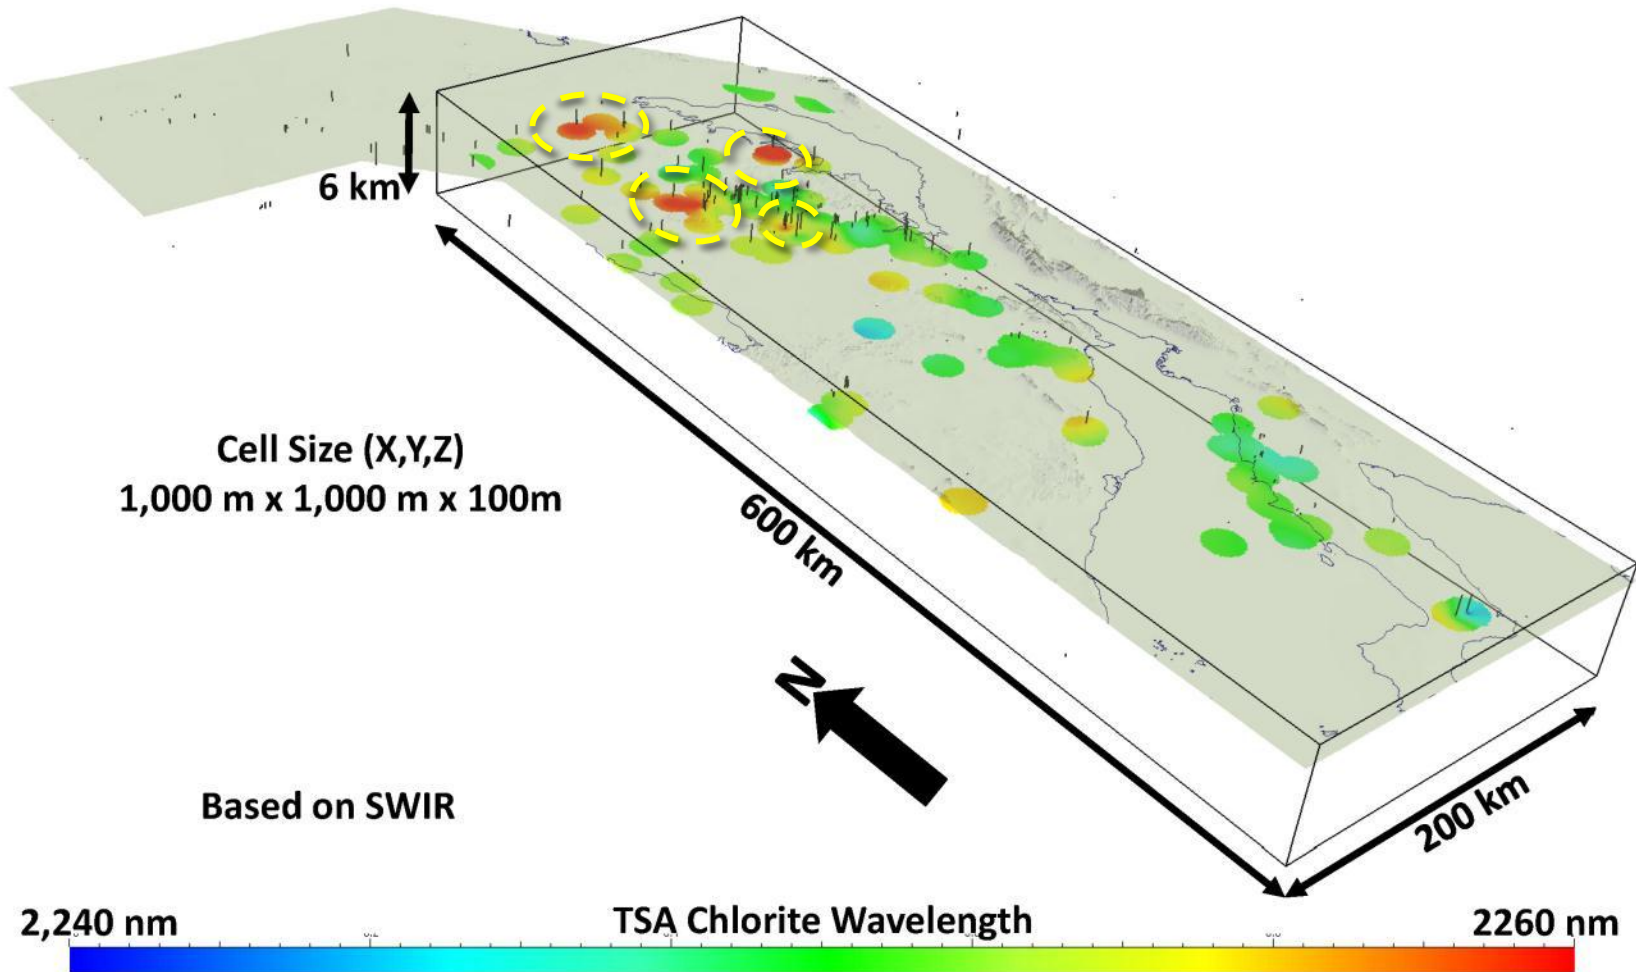 6 km
Cell Size (X,Y,Z)
1,000 m x 1,000 m x 100m
600 km
N
Based on SWIR
200 km
2,240 nm
TSA Chlorite Wavelength
2260 nm